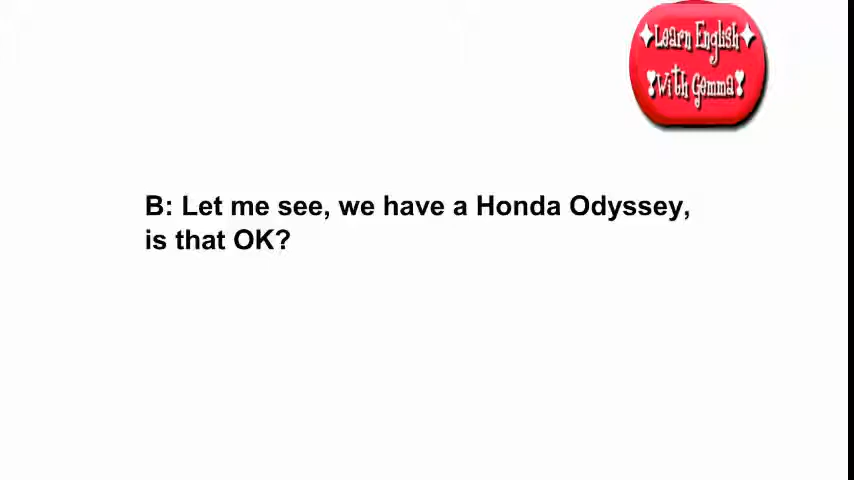 Learn English
With Gemma
B: Let me see, we have a Honda Odyssey,
is that OK?